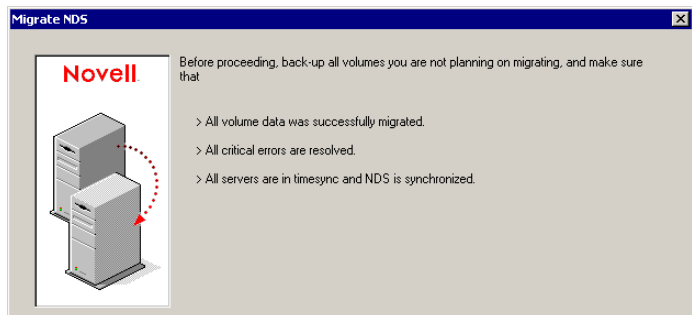 Migrate NDS
Novell
Before proceeding, back-up all volumes you are not planning on migrating, and make sure
that
> All volume data was successfully migrated.
> All critical errors are resolved.
> All servers are in timesync and NDS is synchronized.